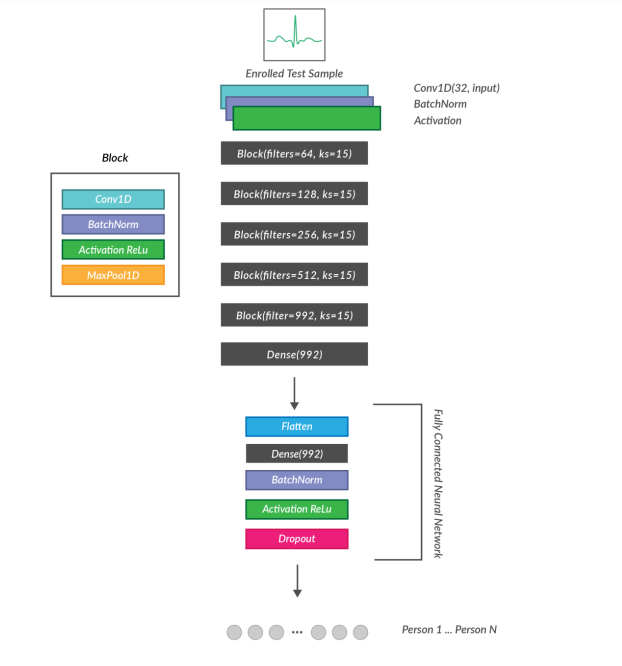 Enrolled Test Sample
Conv1D(32, input)
BatchNorm
Activation
Block
Conv1D
BatchNorm
Activation ReLu
MaxPool1D
Block(filters=64, ks=15)
Block(filters=128, ks=15)
Block(filters=256, ks=15)
Block(filters=512, ks=15)
Block(filter=992, ks=15)
Dense(992)
Flatten
Dense(992)
BatchNorm
Activation ReLu
Dropout
Fully Connected Neural Network
...
Person 1 ... Person N